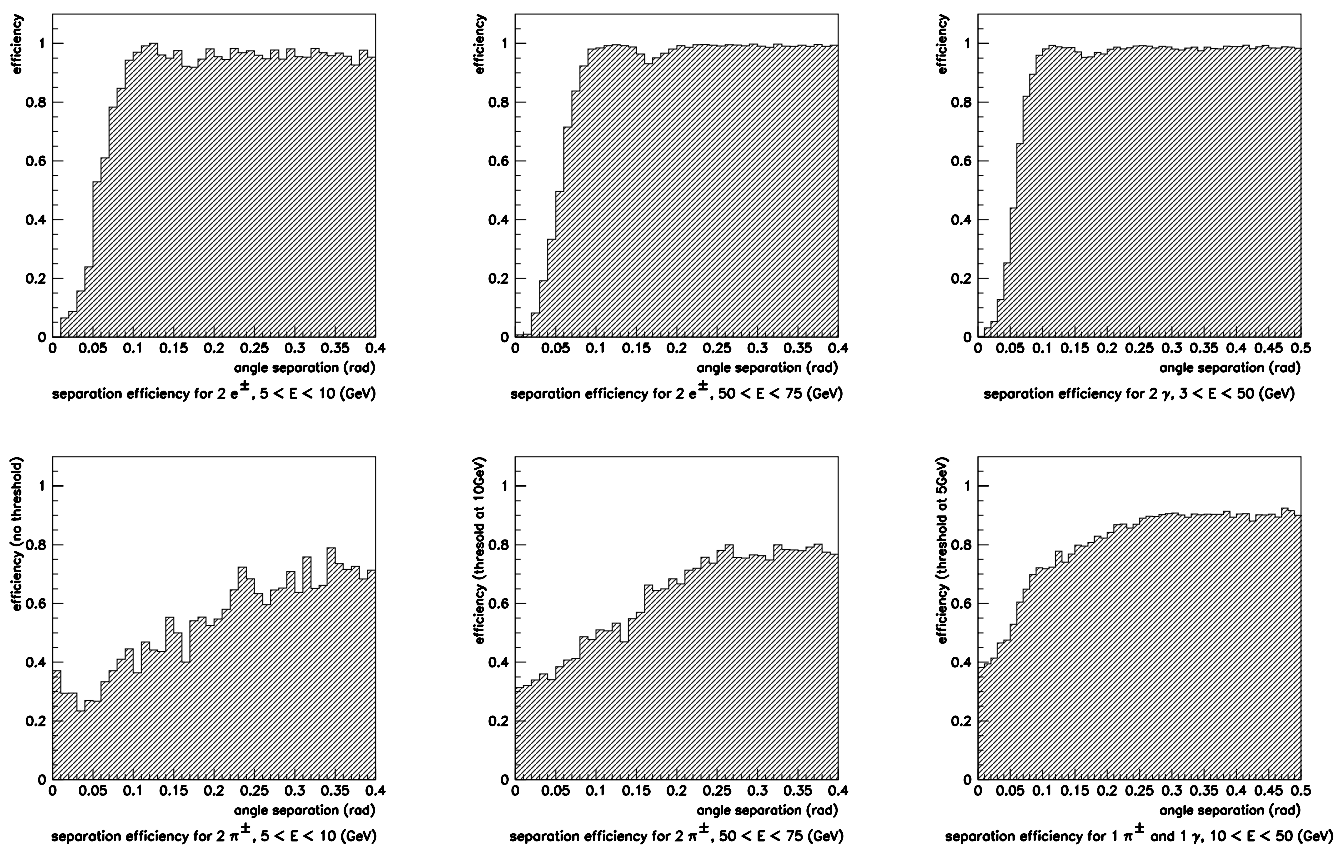 efficiency
1
0.8
0.6
0.4
0.2
0
0 0.05 0.1 0.15 0.2 0.25 0.3 0.35 0.4
angle separation (rad)
separation efficiency for 2 e±, 5 < E < 10 (GeV)
efficiency
1
0.8
0.6
0.4
0.2
0
0 0.05 0.1 0.15 0.2 0.25 0.3 0.35 0.4
angle separation (rad)
separation efficiency for 2 e±, 50 < E < 75 (GeV)
efficiency
1
0.8
0.6
0.4
0.2
0
0 0.05 0.1 0.15 0.2 0.25 0.3 0.35 0.4 0.45 0.5
angle separation (rad)
separation efficiency for 2 γ, 3 < E < 50 (GeV)
efficiency (no threshold)
1
0.8
0.6
0.4
0.2
0
0 0.05 0.1 0.15 0.2 0.25 0.3 0.35 0.4
angle separation (rad)
separation efficiency for 2 π±, 5 < E < 10 (GeV)
efficiency (thresold at 10GeV)
1
0.8
0.6
0.4
0.2
0
0 0.05 0.1 0.15 0.2 0.25 0.3 0.35 0.4
angle separation (rad)
separation efficiency for 2 π±, 50 < E < 75 (GeV)
efficiency (threshold at 5GeV)
1
0.8
0.6
0.4
0.2
0
0 0.05 0.1 0.15 0.2 0.25 0.3 0.35 0.4 0.45 0.5
angle separation (rad)
separation efficiency for 1 π± and 1 γ, 10 < E < 50 (GeV)